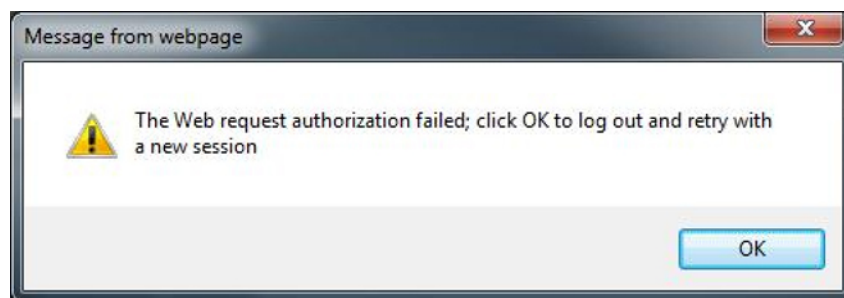 Message from webpage
The Web request authorization failed; click OK to log out and retry with
a new session
OK